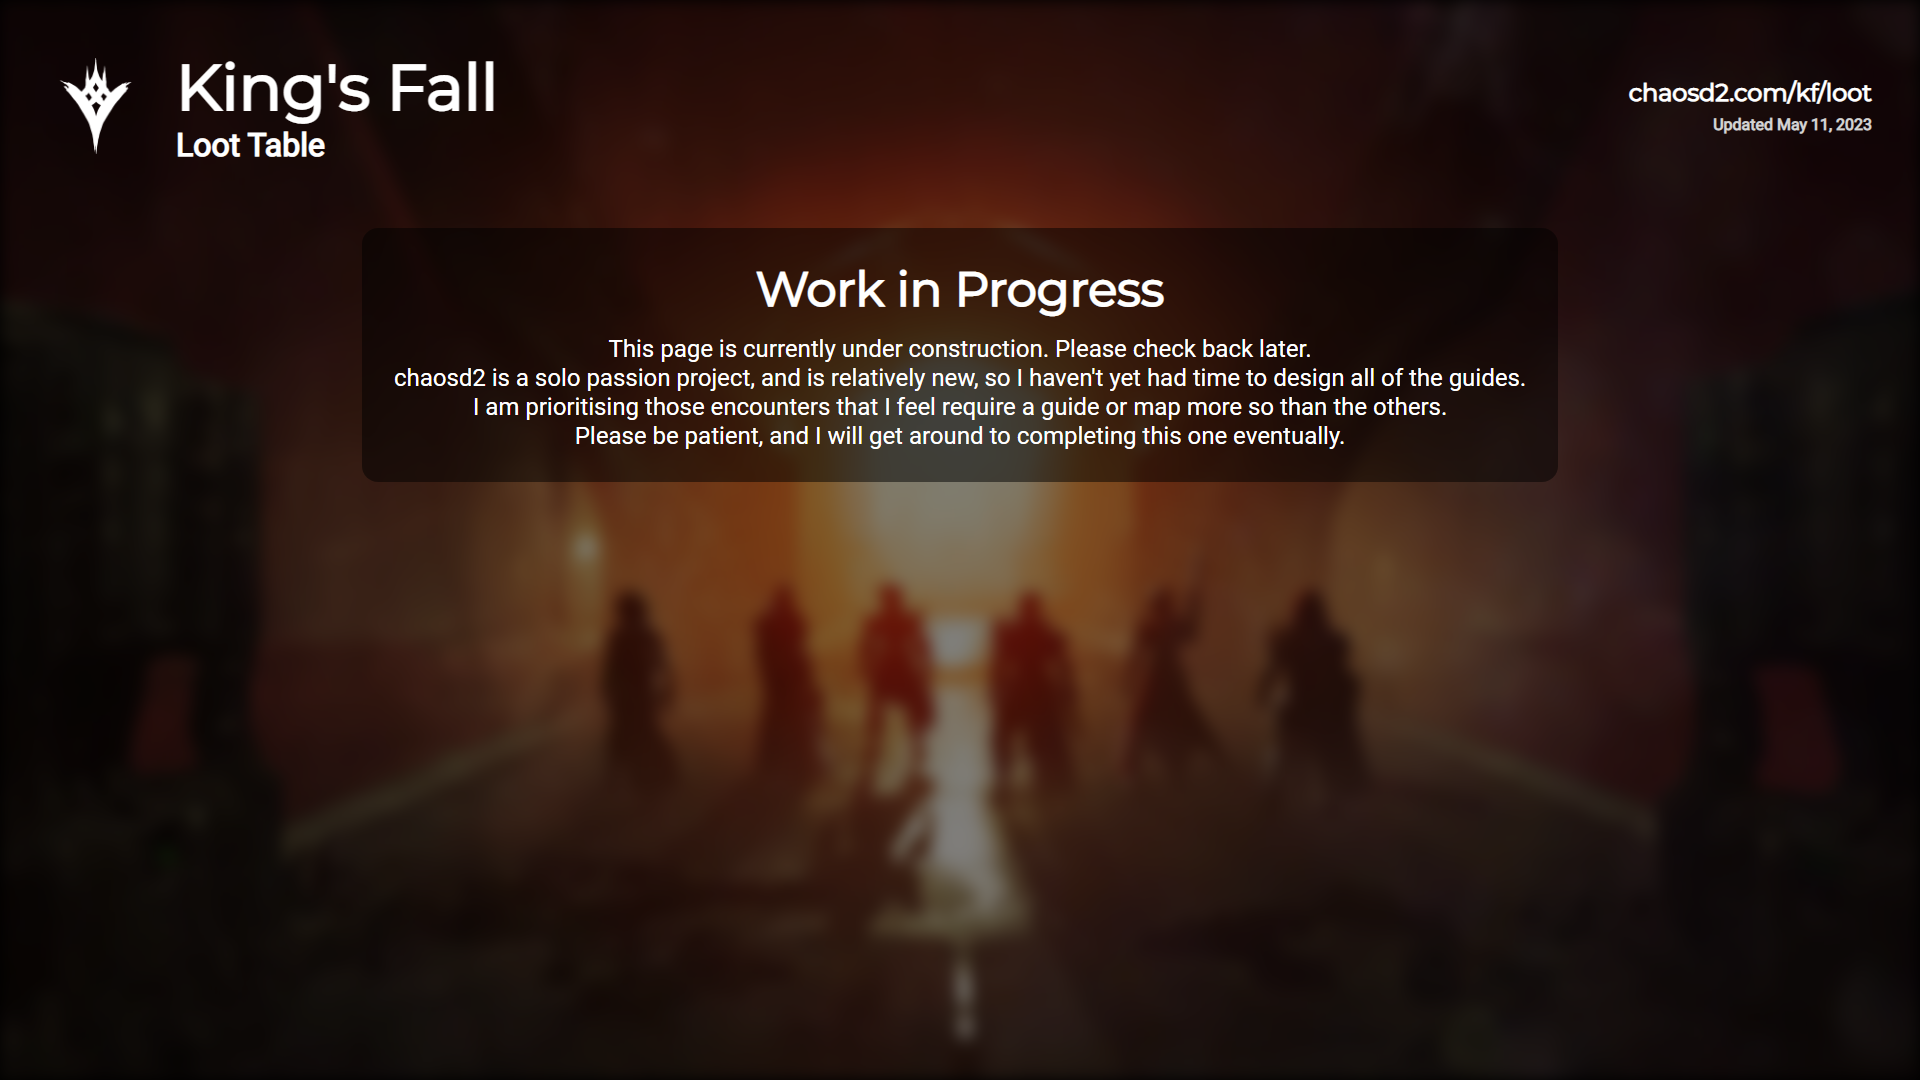 King's Fall
Loot Table
chaosd2.com/kf/loot
Updated May 11, 2023
Work in Progress
This page is currently under construction. Please check back later.
chaosd2 is a solo passion project, and is relatively new, so I haven't yet had time to design all of the guides.
I am prioritising those encounters that I feel require a guide or map more so than the others.
Please be patient, and I will get around to completing this one eventually.